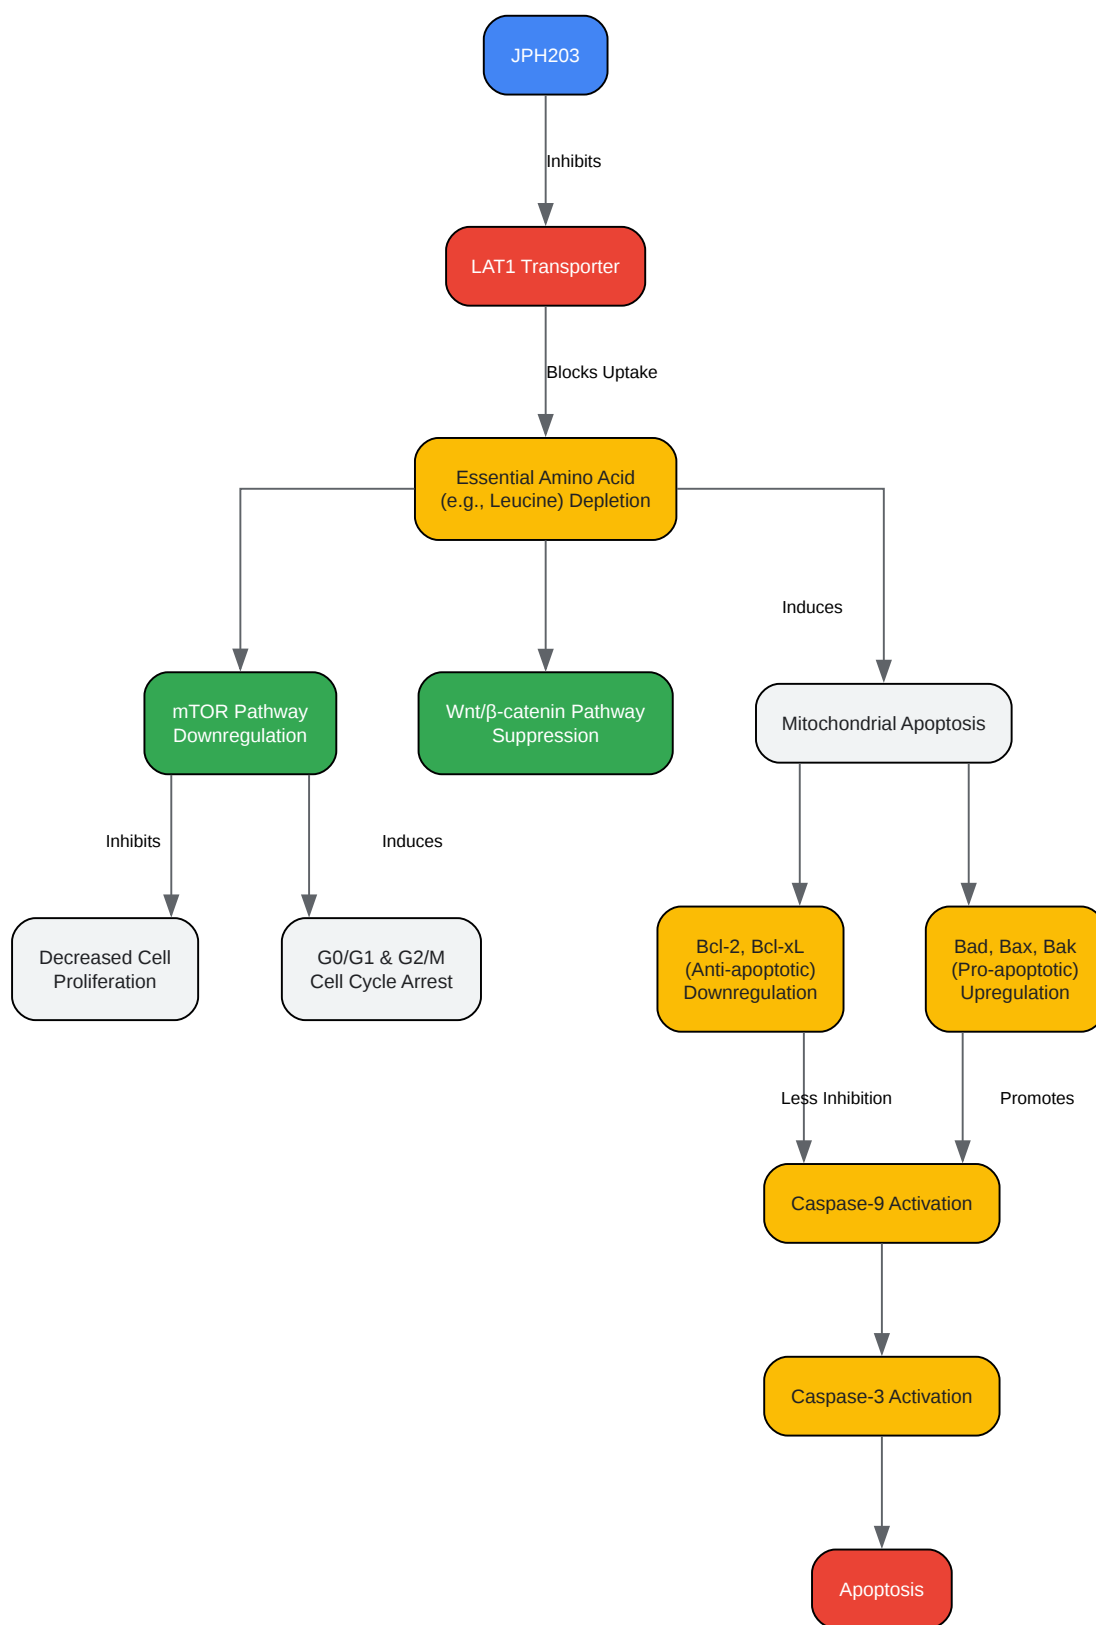 JPH203
Inhibits
LAT1 Transporter
Blocks Uptake
Essential Amino Acid
(e.g., Leucine) Depletion
Induces
mTOR Pathway
Downregulation
Wnt/β-catenin Pathway
Suppression
Mitochondrial Apoptosis
Inhibits
Induces
Decreased Cell
Proliferation
G0/G1 & G2/M
Cell Cycle Arrest
Bcl-2, Bcl-xL
(Anti-apoptotic)
Downregulation
Bad, Bax, Bak
(Pro-apoptotic)
Upregulation
Less Inhibition
Promotes
Caspase-9 Activation
Caspase-3 Activation
Apoptosis